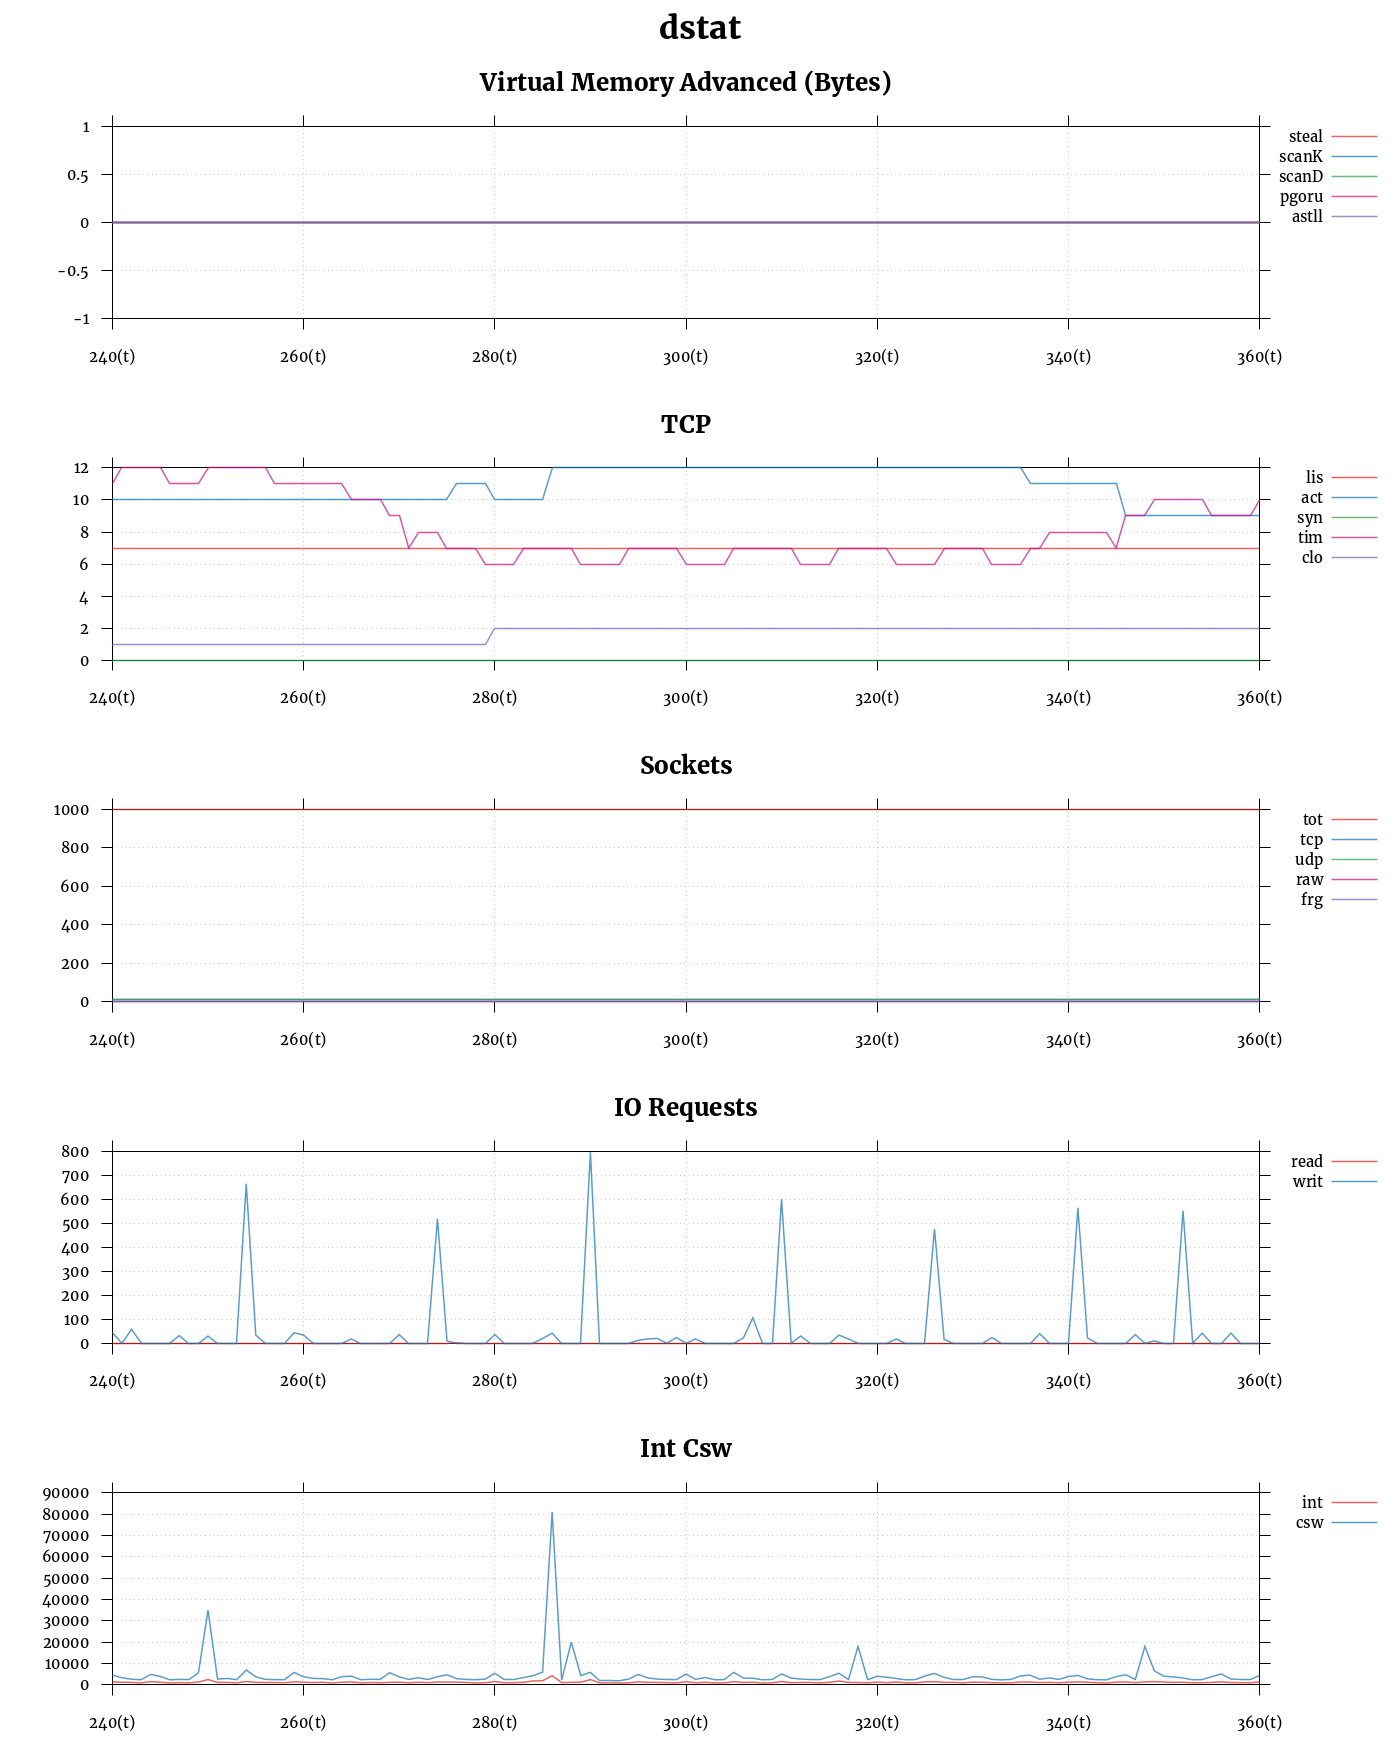 dstat
Virtual Memory Advanced (Bytes)
1
0.5
0
-0.5
-1
240(t) 260(t) 280(t) 300(t) 320(t) 340(t) 360(t)
steal
scanK
scanD
pgoru
astll
TCP
12
10
8
6
4
2
0
240(t) 260(t) 280(t) 300(t) 320(t) 340(t) 360(t)
lis
act
syn
tim
clo
Sockets
1000
800
600
400
200
0
240(t) 260(t) 280(t) 300(t) 320(t) 340(t) 360(t)
tot
tcp
udp
raw
frg
IO Requests
800
700
600
500
400
300
200
100
0
240(t) 260(t) 280(t) 300(t) 320(t) 340(t) 360(t)
read
writ
Int Csw
90000
80000
70000
60000
50000
40000
30000
20000
10000
0
240(t) 260(t) 280(t) 300(t) 320(t) 340(t) 360(t)
int
csw